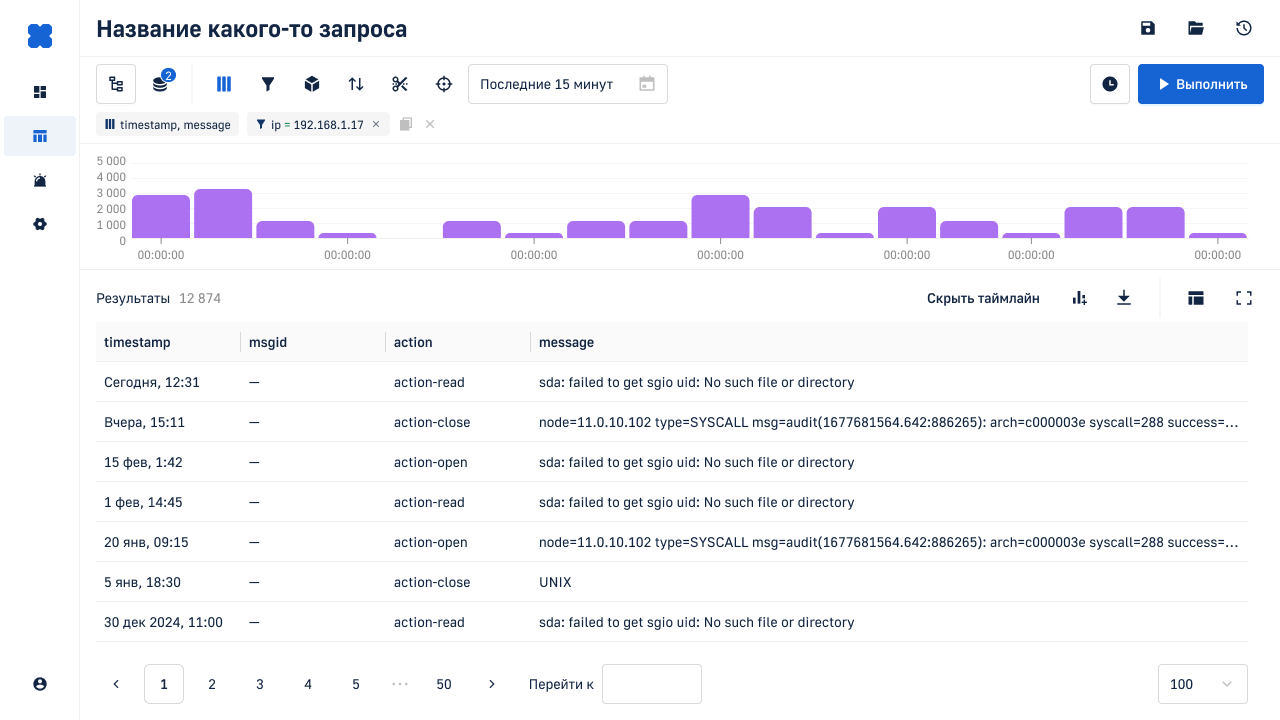 Название какого-то запроса
2
Последние 15 минут
Выполнить
timestamp, message
ip = 192.168.1.17
5 000
4 000
3 000
2 000
1 000
0
00:00:00 00:00:00 00:00:00 00:00:00 00:00:00 00:00:00 00:00:00
Результаты 12 874
Скрыть таймлайн
timestamp msgid action message
Сегодня, 12:31 — action-read sda: failed to get sgio uid: No such file or directory
Вчера, 15:11 — action-close node=11.0.10.102 type=SYSCALL msg=audit(1677681564.642:886265): arch=c000003e syscall=288 success=...
15 фев, 1:42 — action-open sda: failed to get sgio uid: No such file or directory
1 фев, 14:45 — action-read sda: failed to get sgio uid: No such file or directory
20 янв, 09:15 — action-open node=11.0.10.102 type=SYSCALL msg=audit(1677681564.642:886265): arch=c000003e syscall=288 success=...
5 янв, 18:30 — action-close UNIX
30 дек 2024, 11:00 — action-read sda: failed to get sgio uid: No such file or directory
1 2 3 4 5 ••• 50 Перейти к 100